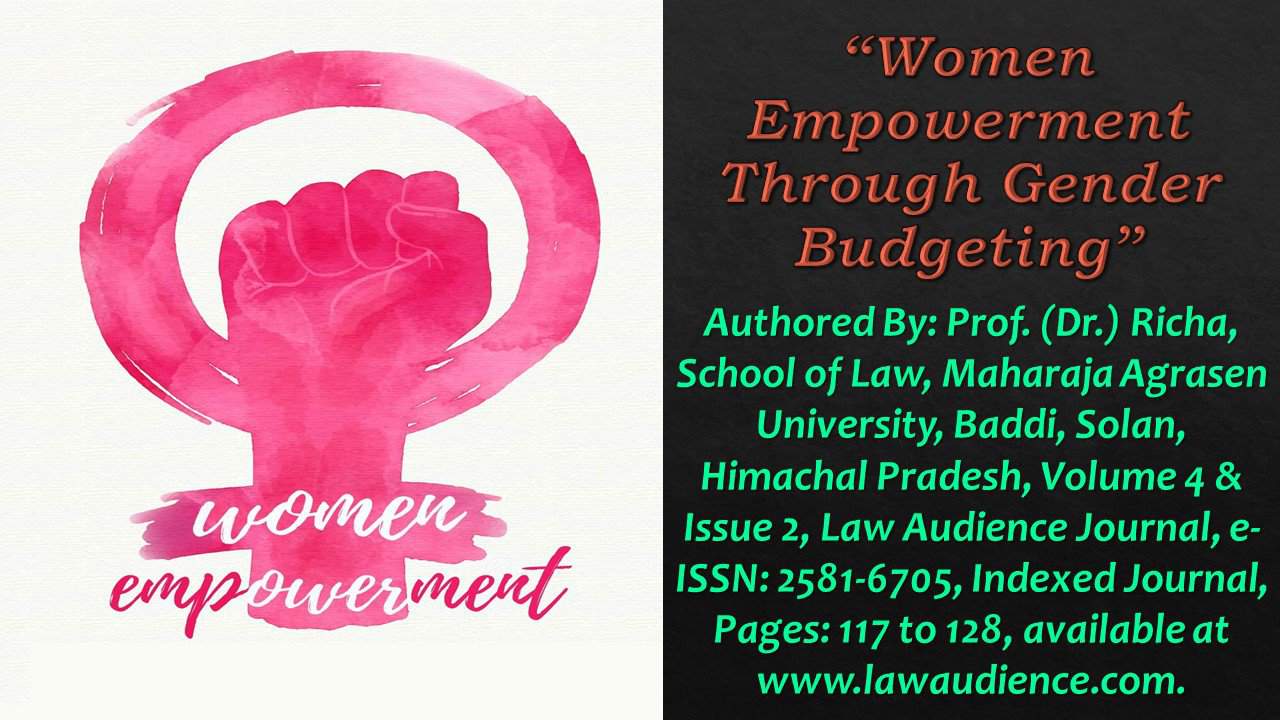 women
empowerment
“Women
Empowerment
Through Gender
Budgeting”
Authored By: Prof. (Dr.) Richa,
School of Law, Maharaja Agrasen
University, Baddi, Solan,
Himachal Pradesh, Volume 4 &
Issue 2, Law Audience Journal, e-
ISSN: 2581-6705, Indexed Journal,
Pages: 117 to 128, available at
www.lawaudience.com.